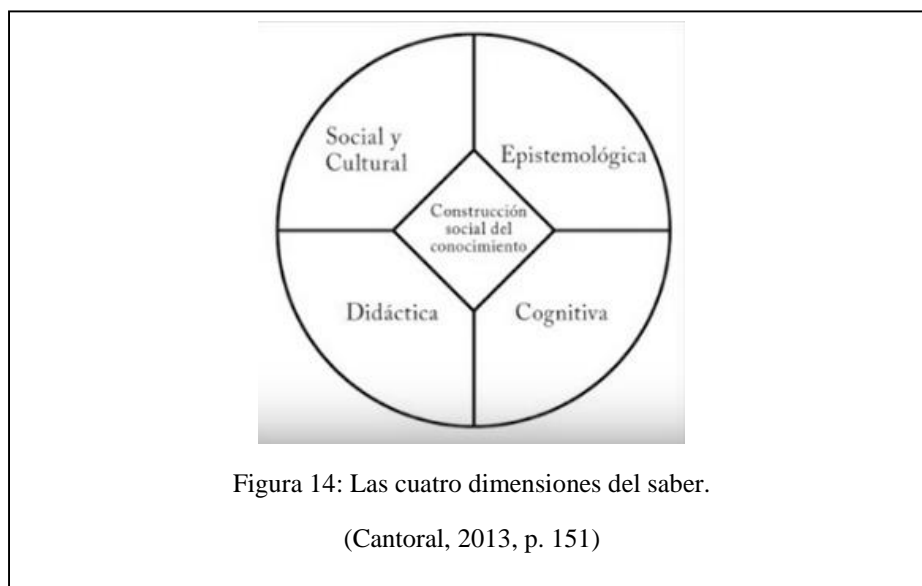 Social y
Cultural
Epistemológica
Construcción
social del
conocimiento
Didáctica
Cognitiva
Figura 14: Las cuatro dimensiones del saber.
(Cantoral, 2013, p. 151)